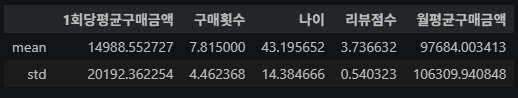 1회당평균구매금액 구매횟수 나이 리뷰점수 월평균구매금액
mean 14988.552727 7.815000 43.195652 3.736632 97684.003413
std 20192.362254 4.462368 14.384666 0.540323 106309.940848